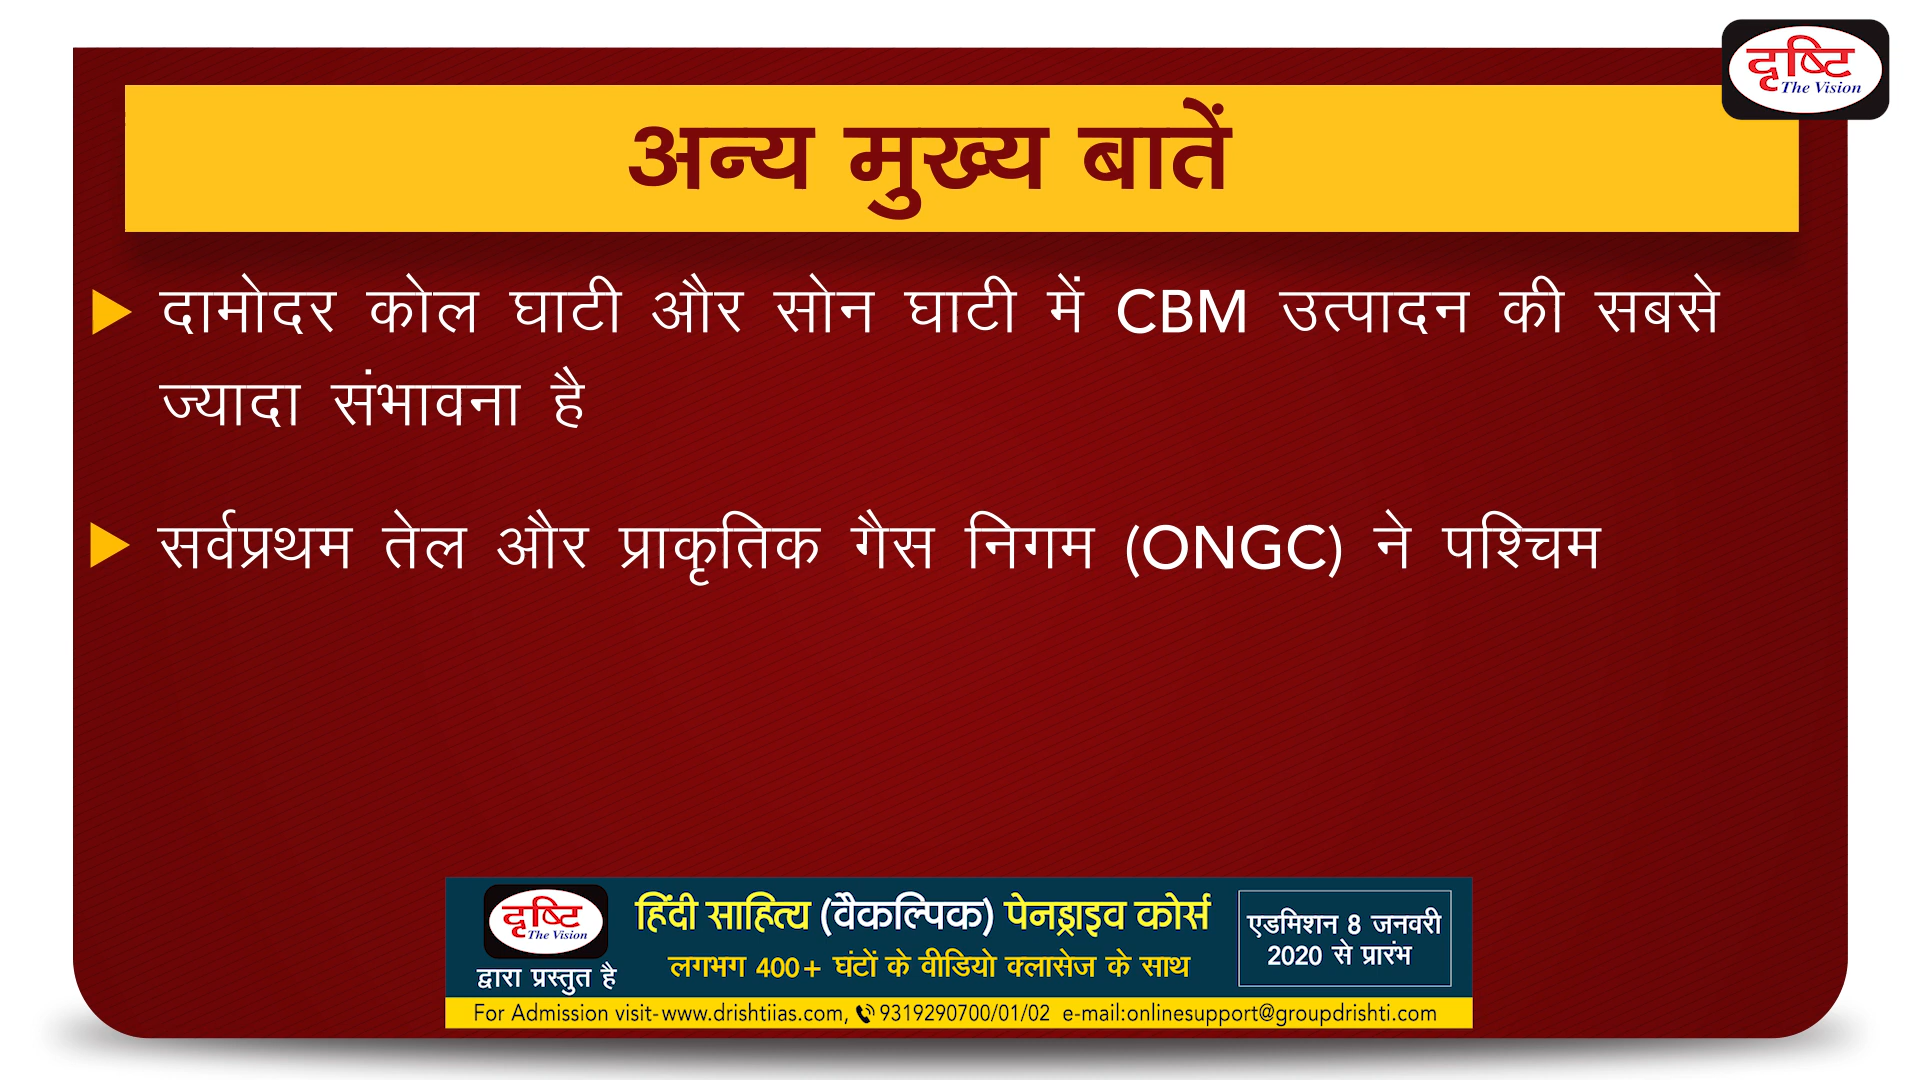 दृष्टि
The Vision
अन्य मुख्य बातें
दामोदर कोल घाटी और सोन घाटी में CBM उत्पादन की सबसे
ज्यादा संभावना है
सर्वप्रथम तेल और प्राकृतिक गैस निगम (ONGC) ने पश्चिम
दृष्टि
The Vision
द्वारा प्रस्तुत है
हिंदी साहित्य (वैकल्पिक) पेनड्राइव कोर्स
लगभग 400+ घंटों के वीडियो क्लासेज के साथ
एडमिशन 8 जनवरी
2020 से प्रारंभ
For Admission visit-www.drishtiias.com, 9319290700/01/02 e-mail:onlinesupport@groupdrishti.com